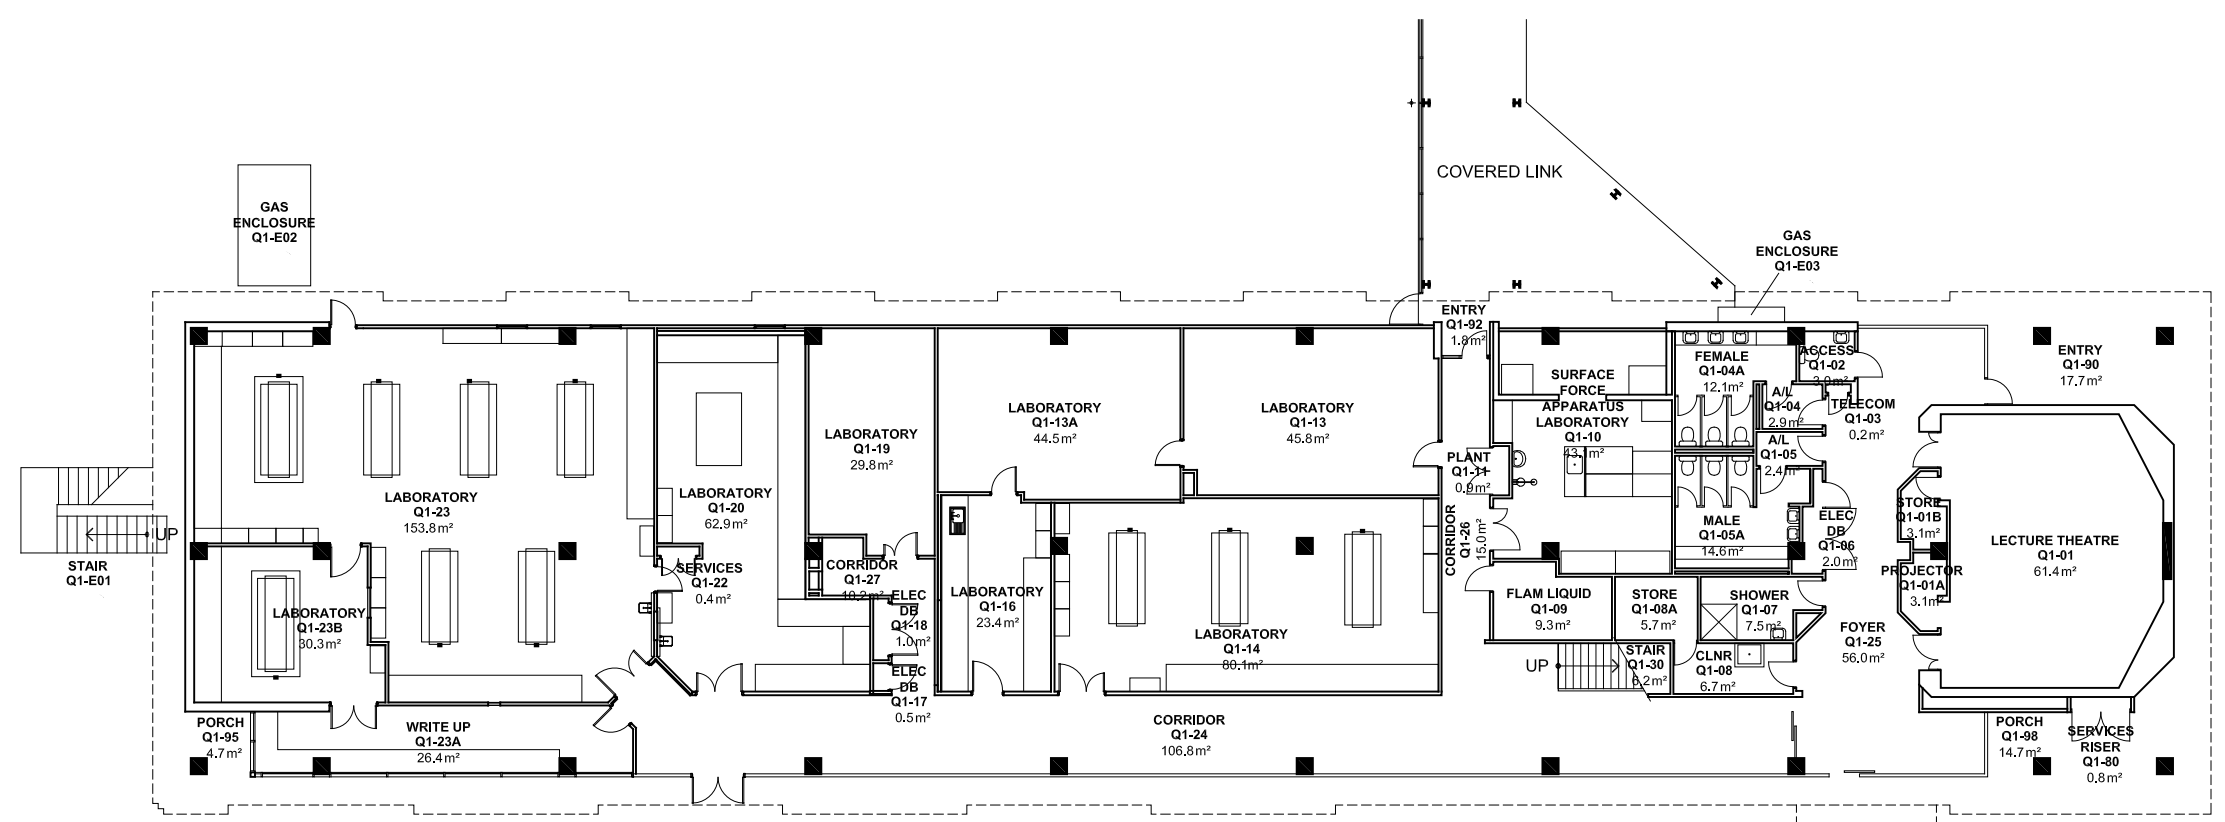 COVERED LINK
GAS
ENCLOSURE
Q1-E02
GAS
ENCLOSURE
Q1-E03
STAIR
Q1-E01
UP
LABORATORY
Q1-23
153.8m²
LABORATORY
Q1-23B
30.3m²
PORCH
Q1-95
4.7m²
WRITE UP
Q1-23A
26.4m²
LABORATORY
Q1-20
62.9m²
SERVICES
Q1-22
0.4m²
LABORATORY
Q1-19
29.8m²
CORRIDOR
Q1-27
10.2m²
ELEC
DB
Q1-18
1.0m²
ELEC
DB
Q1-17
0.5m²
LABORATORY
Q1-13A
44.5m²
LABORATORY
Q1-16
23.4m²
LABORATORY
Q1-13
45.8m²
LABORATORY
Q1-14
80.1m²
CORRIDOR
Q1-24
106.8m²
ENTRY
Q1-92
1.8m²
PLANT
Q1-11
0.9m²
CORRIDOR
Q1-26
15.0m²
SURFACE
FORCE
APPARATUS
LABORATORY
Q1-10
43.1m²
FLAM LIQUID
Q1-09
9.3m²
STORE
Q1-08A
5.7m²
UP
STAIR
Q1-30
6.2m²
CLNR
Q1-08
6.7m²
SHOWER
Q1-07
7.5m²
FEMALE
Q1-04A
12.1m²
MALE
Q1-05A
14.6m²
ACCESS
Q1-02
3.0m²
A/L
Q1-04
2.9m²
A/L
Q1-05
2.4m²
TELECOM
Q1-03
0.2m²
ELEC
DB
Q1-06
2.0m²
FOYER
Q1-25
56.0m²
STORE
Q1-01B
3.1m²
PROJECTOR
Q1-01A
3.1m²
LECTURE THEATRE
Q1-01
61.4m²
ENTRY
Q1-90
17.7m²
PORCH
Q1-98
14.7m²
SERVICES
RISER
Q1-80
0.8m²